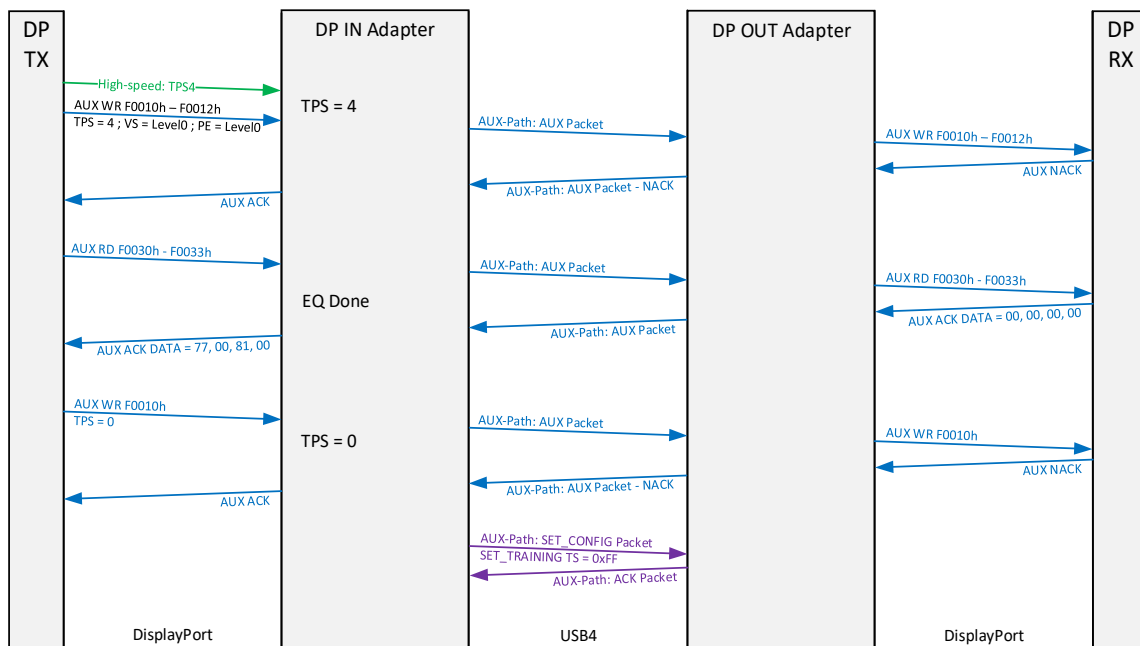 DP
TX
DP IN Adapter
DP OUT Adapter
DP
RX
High-speed: TPS4
AUX WR F0010h – F0012h
TPS = 4 ; VS = Level0 ; PE = Level0
TPS = 4
AUX-Path: AUX Packet
AUX WR F0010h – F0012h
AUX NACK
AUX-Path: AUX Packet - NACK
AUX ACK
AUX RD F0030h - F0033h
AUX-Path: AUX Packet
AUX RD F0030h - F0033h
EQ Done
AUX ACK DATA = 00, 00, 00, 00
AUX-Path: AUX Packet
AUX ACK DATA = 77, 00, 81, 00
AUX WR F0010h
TPS = 0
TPS = 0
AUX-Path: AUX Packet
AUX WR F0010h
AUX NACK
AUX-Path: AUX Packet - NACK
AUX ACK
AUX-Path: SET_CONFIG Packet
SET_TRAINING TS = 0xFF
AUX-Path: ACK Packet
DisplayPort
USB4
DisplayPort